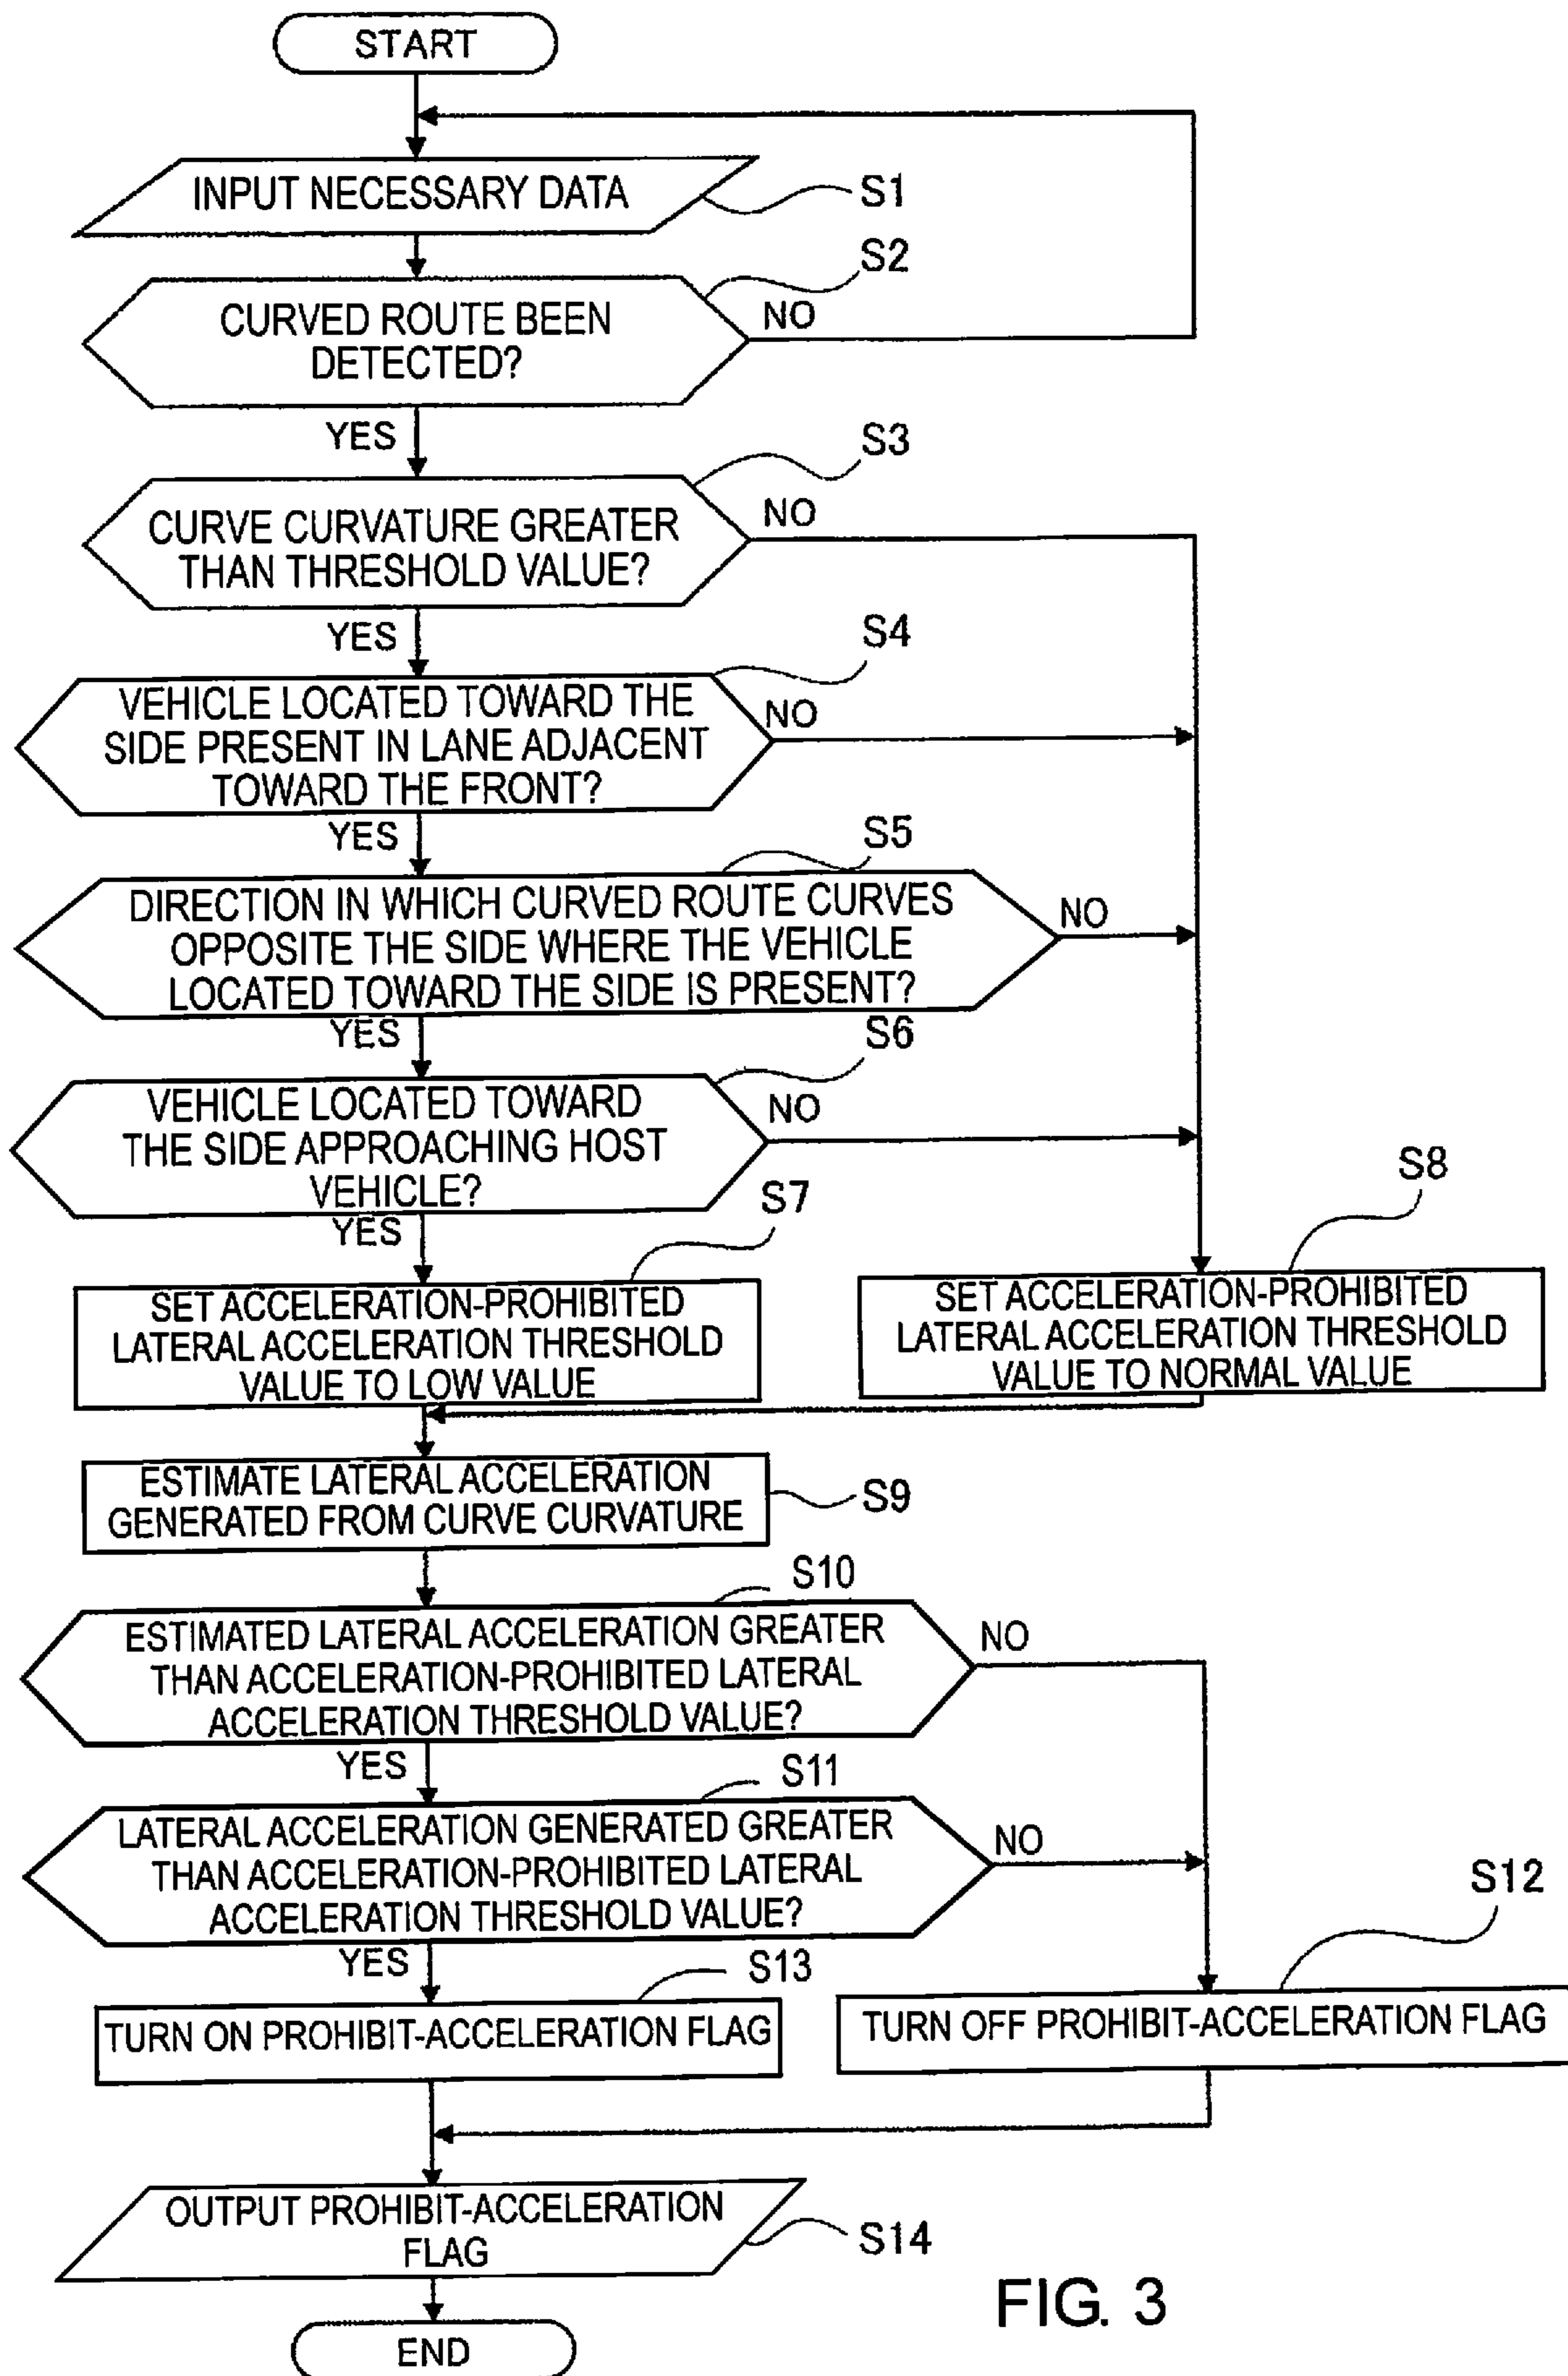 START
INPUT NECESSARY DATA
S1
S2
CURVED ROUTE BEEN
DETECTED?
NO
YES
S3
CURVE CURVATURE GREATER
THAN THRESHOLD VALUE?
NO
YES
S4
VEHICLE LOCATED TOWARD THE
SIDE PRESENT IN LANE ADJACENT
TOWARD THE FRONT?
NO
YES
S5
DIRECTION IN WHICH CURVED ROUTE CURVES
OPPOSITE THE SIDE WHERE THE VEHICLE
LOCATED TOWARD THE SIDE IS PRESENT?
NO
YES
S6
VEHICLE LOCATED TOWARD
THE SIDE APPROACHING HOST
VEHICLE?
NO
YES
S7
SET ACCELERATION-PROHIBITED
LATERAL ACCELERATION THRESHOLD
VALUE TO LOW VALUE
S8
SET ACCELERATION-PROHIBITED
LATERAL ACCELERATION THRESHOLD
VALUE TO NORMAL VALUE
ESTIMATE LATERAL ACCELERATION
GENERATED FROM CURVE CURVATURE
S9
S10
ESTIMATED LATERAL ACCELERATION GREATER
THAN ACCELERATION-PROHIBITED LATERAL
ACCELERATION THRESHOLD VALUE?
NO
YES
S11
LATERAL ACCELERATION GENERATED GREATER
THAN ACCELERATION-PROHIBITED LATERAL
ACCELERATION THRESHOLD VALUE?
NO
YES
S12
S13
TURN ON PROHIBIT-ACCELERATION FLAG
TURN OFF PROHIBIT-ACCELERATION FLAG
OUTPUT PROHIBIT-ACCELERATION
FLAG
S14
END
FIG. 3